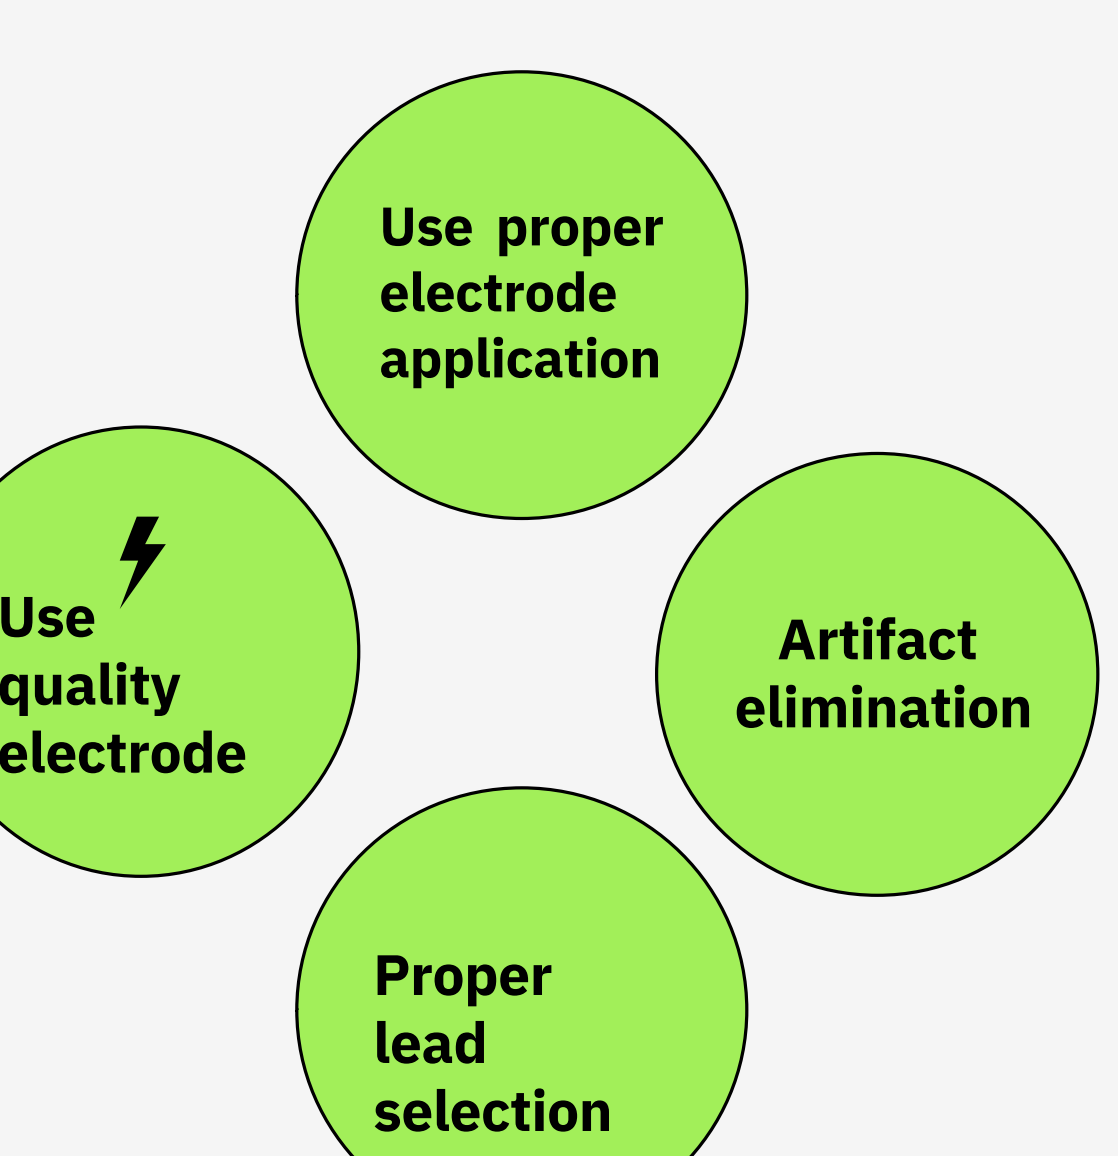 Use proper
electrode
application
Use
quality
electrode
Artifact
elimination
Proper
lead
selection